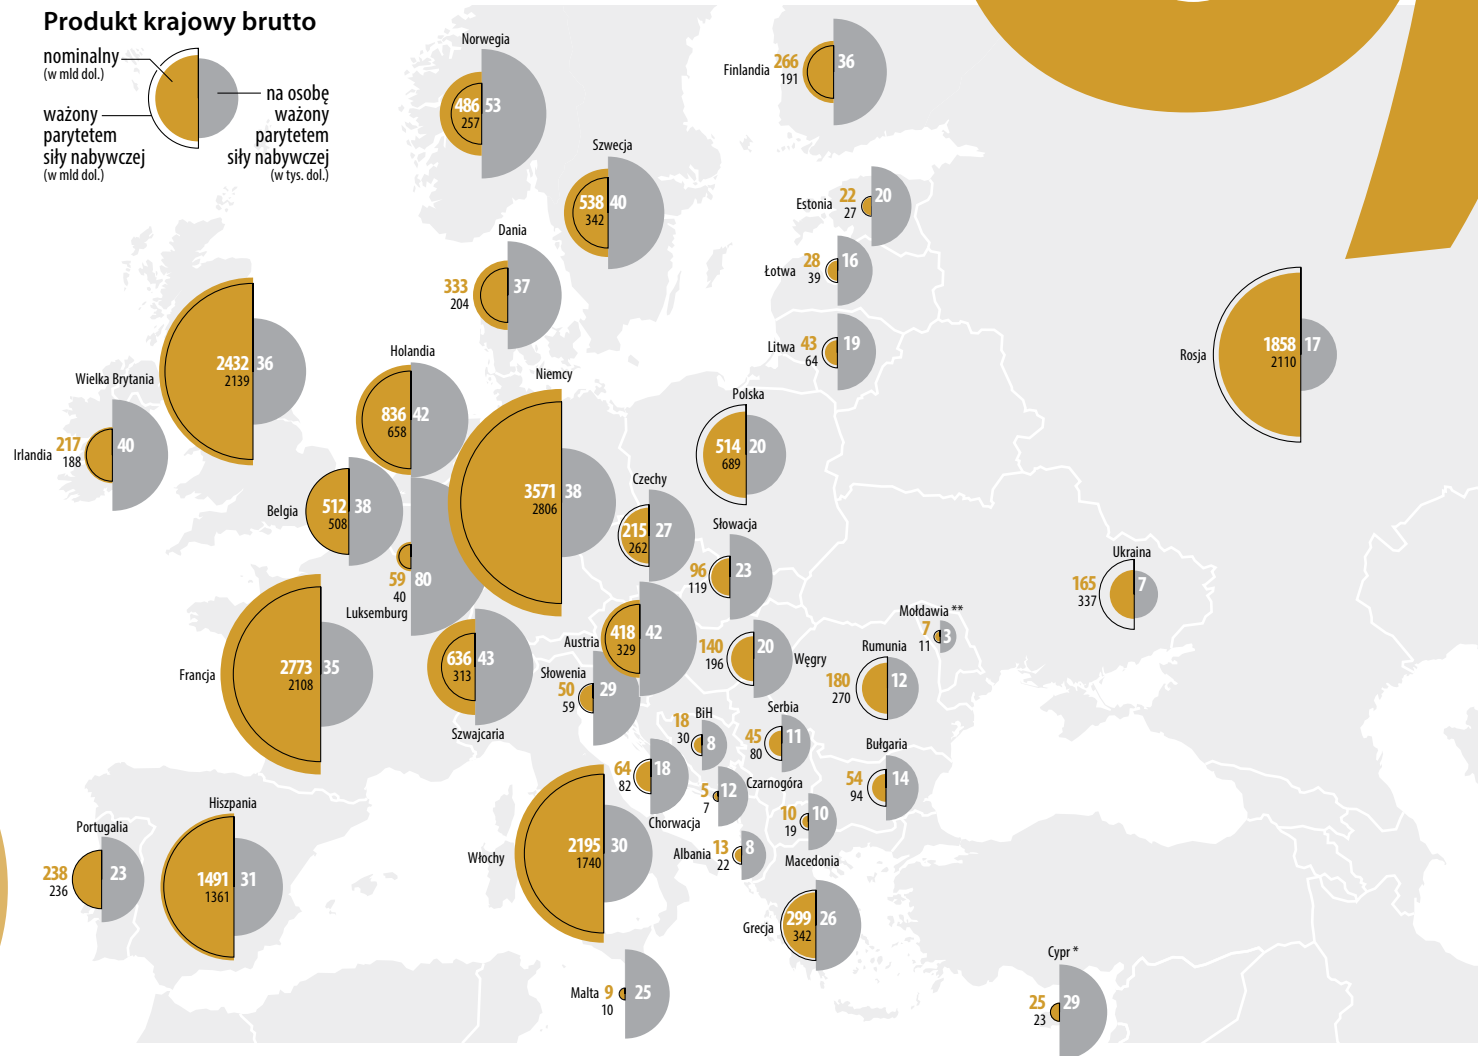 Produkt krajowy brutto
nominalny
(w mld dol.)
ważony
parytetem
siły nabywczej
(w mld dol.)
na osobę
ważony
parytetem
siły nabywczej
(w tys. dol.)
Norwegia
486 53
257
Finlandia 266 36
191
Szwecja
538 40
342
Estonia 22 20
27
Dania
333 37
204
Łotwa 28 16
39
Litwa 43 19
64
Rosja 1858 17
2110
Wielka Brytania
2432 36
2139
Holandia
836 42
658
Niemcy
3571 38
2806
Polska
514 20
689
Irlandia 217 40
188
Belgia 512 38
508
Czechy
215 27
262
Słowacja
96 23
119
Luksemburg
59 80
40
Ukraina
165 7
337
Mołdawia **
7 3
11
Francja 2773 35
2108
Szwajcaria
636 43
313
Austria 418 42
329
Węgry
140 20
196
Rumunia
180 12
270
Słowenia
50 29
59
BiH
18 8
30
Serbia
45 11
80
Bułgaria
54 14
94
Chorwacja
64 18
82
Czarnogóra
5 12
7
Macedonia
10 10
19
Albania 13 8
22
Włochy 2195 30
1740
Hiszpania
1491 31
1361
Portugalia
238 23
236
Grecja 299 26
342
Malta 9 25
10
Cypr *
25 29
23